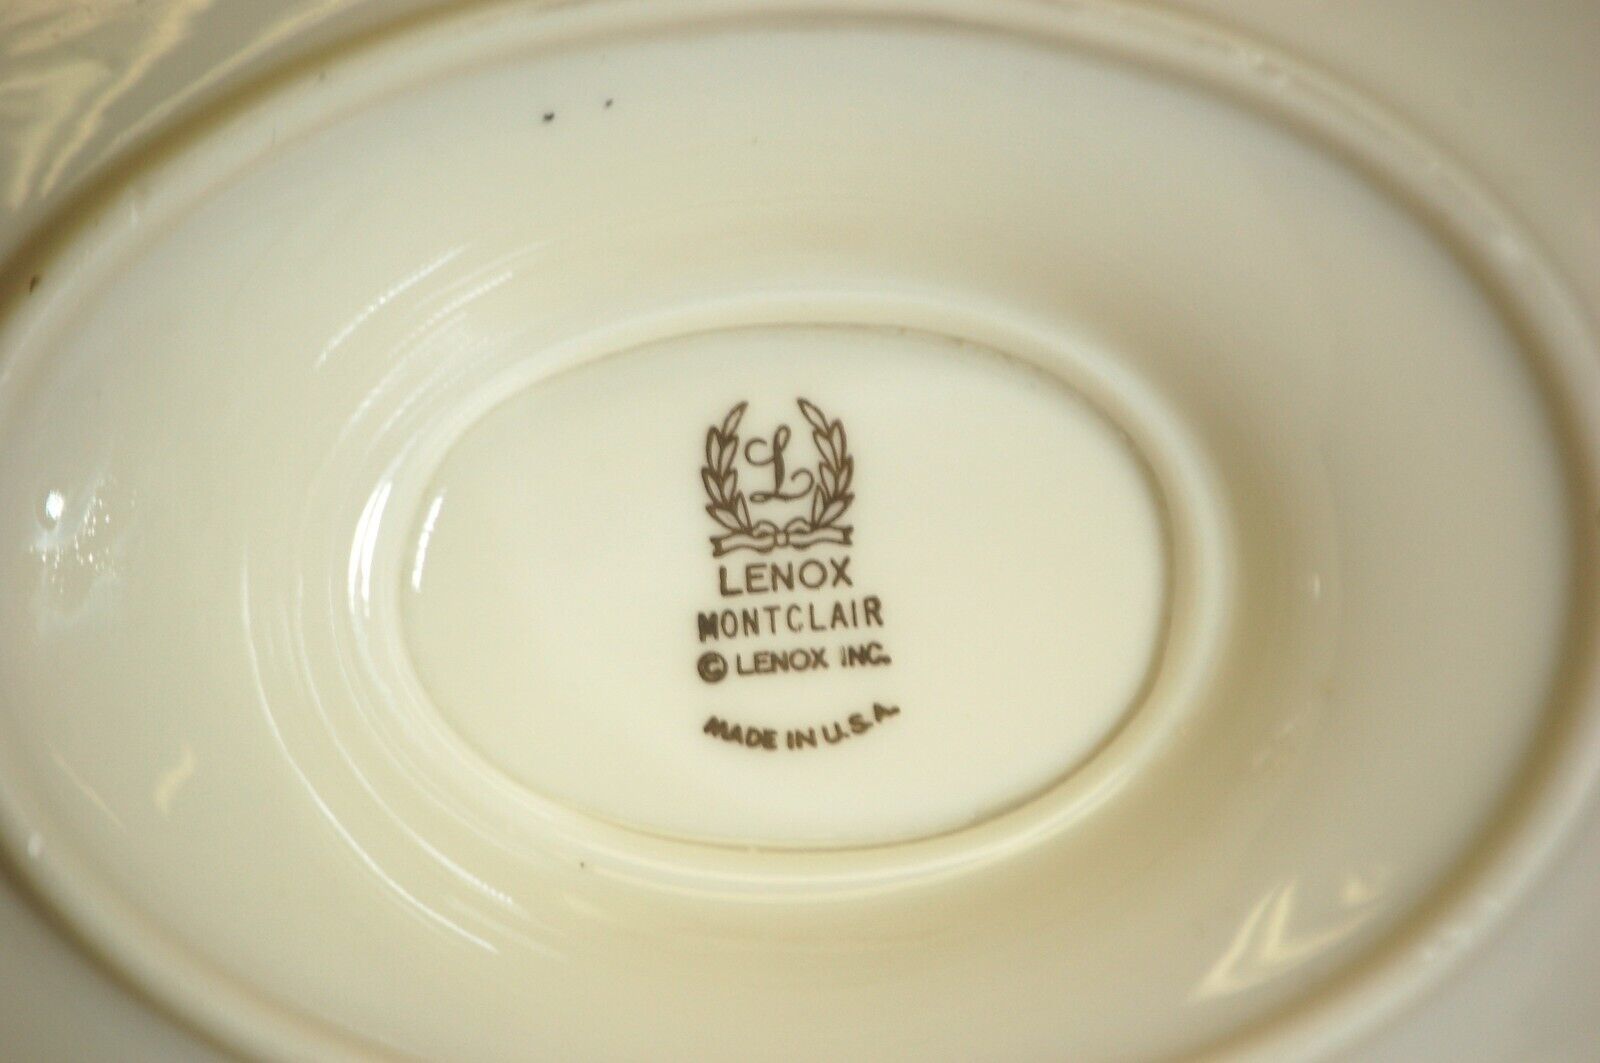 L
LENOX
MONTCLAIR
© LENOX INC.
MADE IN U.S.A.